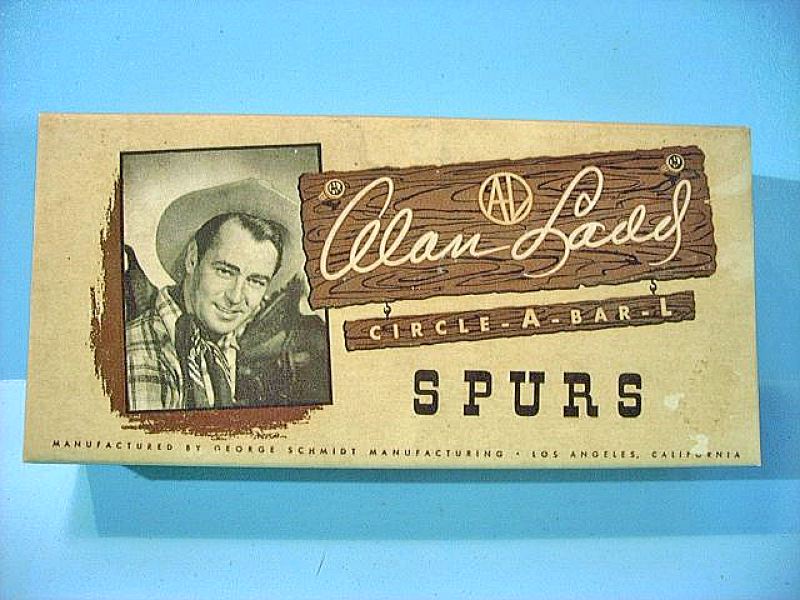 Alan Ladd
AL
CIRCLE-A-BAR-L
SPURS
MANUFACTURED BY GEORGE SCHMIDT MANUFACTURING • LOS ANGELES, CALIFORNIA